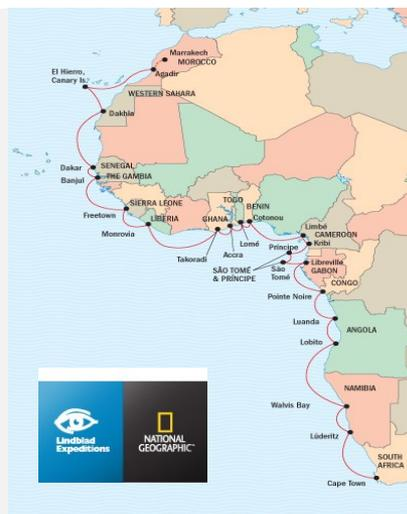 Marrakech
MOROCCO
Agadir
El Hierro,
Canary Is.
WESTERN SAHARA
Dakhla
Dakar
SENEGAL
Banjul
THE GAMBIA
SIERRA LEONE
Freetown
LIBERIA
Monrovia
TOGO
BENIN
GHANA
Cotonou
Lomé
Accra
Takoradi
Limbé
CAMEROON
Kribi
Príncipe
SÃO TOMÉ
& PRÍNCIPE
São
Tomé
Libreville
GABON
CONGO
Pointe Noire
Luanda
ANGOLA
Lobito
NAMIBIA
Walvis Bay
Lüderitz
SOUTH
AFRICA
Cape Town
Lindblad
Expeditions
NATIONAL
GEOGRAPHIC